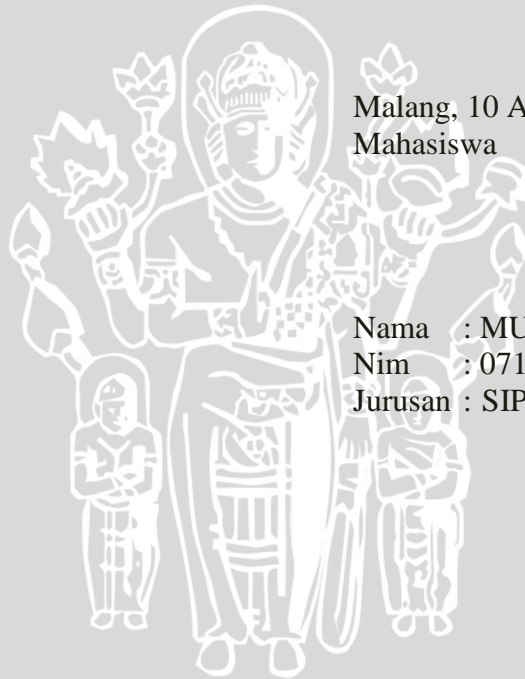 Malang, 10 A
Mahasiswa
Nama : MU
Nim : 071
Jurusan : SIP